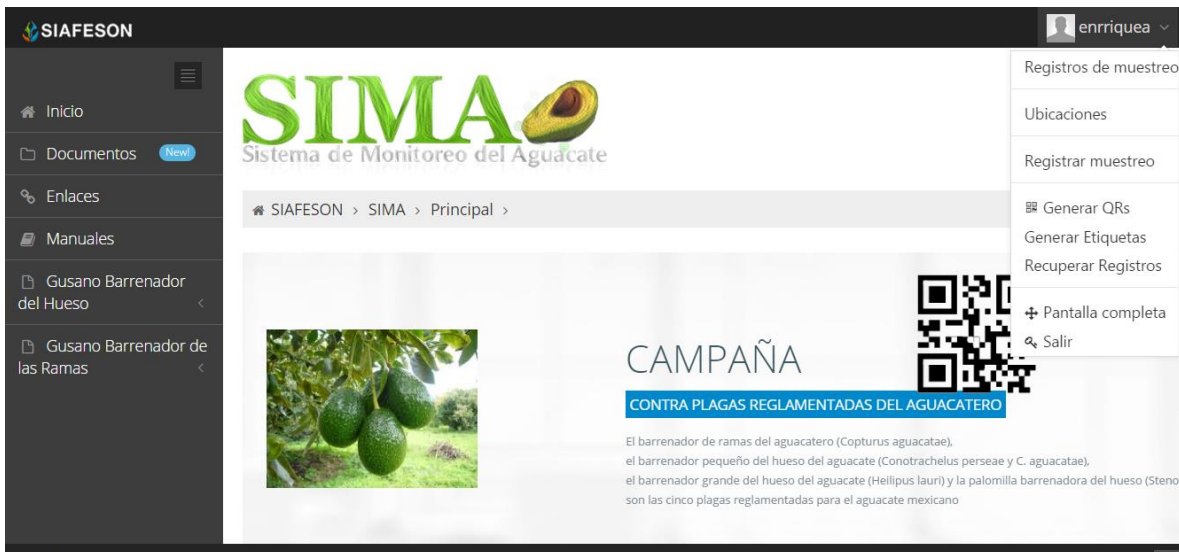 SIAFESON
enrriquea
Inicio
Documentos New!
Enlaces
Manuales
Gusano Barrenador
del Hueso
Gusano Barrenador de
las Ramas
SIMA
Sistema de Monitoreo del Aguacate
SIAFESON > SIMA > Principal >
Registros de muestreo
Ubicaciones
Registrar muestreo
Generar QRs
Generar Etiquetas
Recuperar Registros
Pantalla completa
Salir
CAMPAÑA
CONTRA PLAGAS REGLAMENTADAS DEL AGUACATERO
El barrenador de ramas del aguacatero (Copturus aguacatae),
el barrenador pequeño del hueso del aguacate (Conotrachelus perseae y C. aguacatae),
el barrenador grande del hueso del aguacate (Heilipus lauri) y la palomilla barrenadora del hueso (Steno
son las cinco plagas reglamentadas para el aguacate mexicano